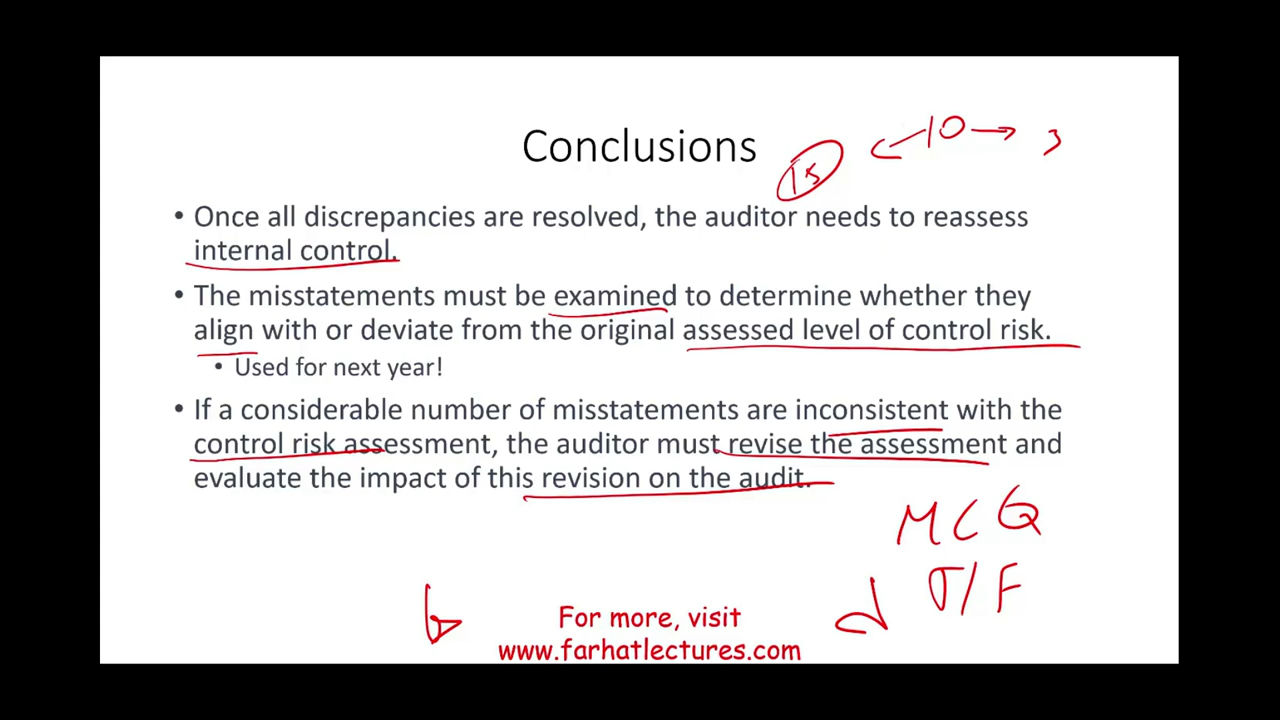 Conclusions
10
3
15
• Once all discrepancies are resolved, the auditor needs to reassess
internal control.
• The misstatements must be examined to determine whether they
align with or deviate from the original assessed level of control risk.
• Used for next year!
• If a considerable number of misstatements are inconsistent with the
control risk assessment, the auditor must revise the assessment and
evaluate the impact of this revision on the audit.
MCQ
T/F
For more, visit
www.farhatlectures.com